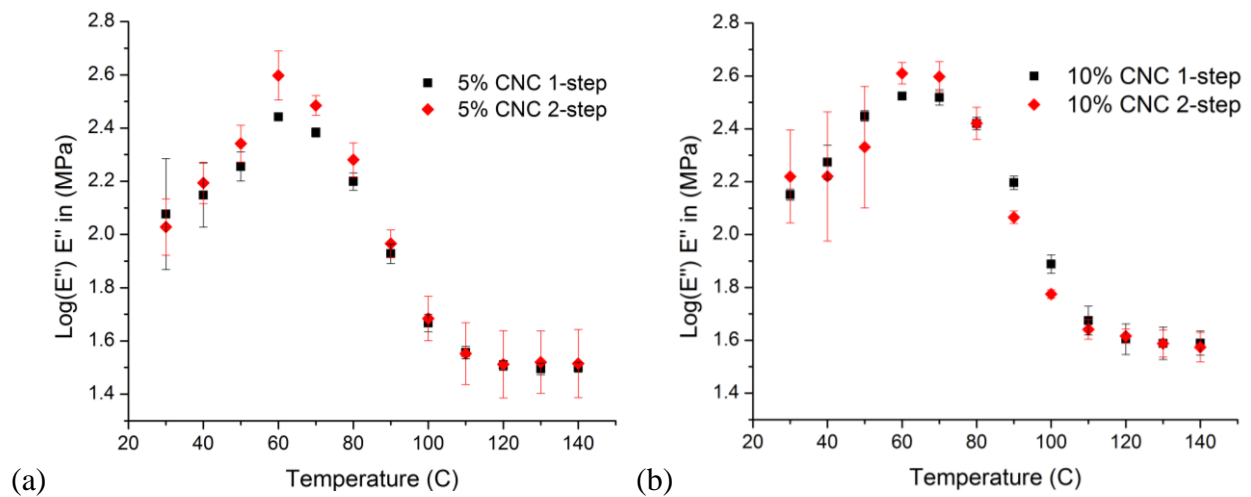 2.8
2.6
2.4
2.2
2.0
1.8
1.6
1.4
Log(E") E" in (MPa)
5% CNC 1-step
5% CNC 2-step
20 40 60 80 100 120 140
Temperature (C)
(a)
2.8
2.6
2.4
2.2
2.0
1.8
1.6
1.4
Log(E") E" in (MPa)
10% CNC 1-step
10% CNC 2-step
20 40 60 80 100 120 140
Temperature (C)
(b)